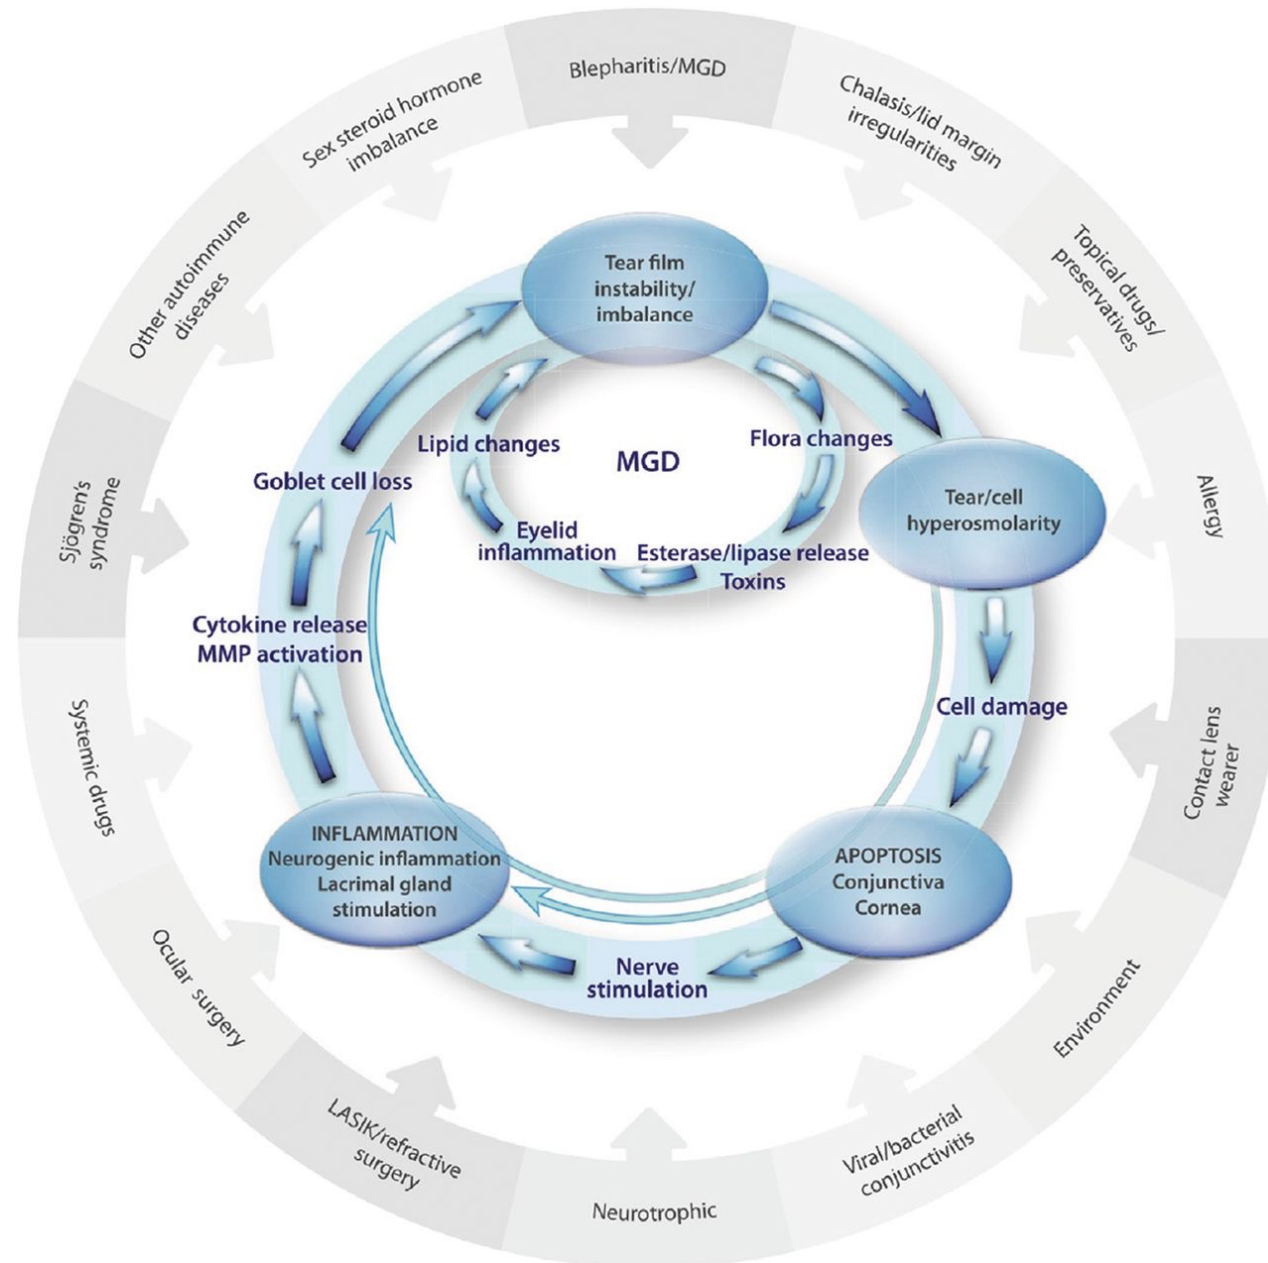 Blepharitis/MGD
Chalasis/lid margin
irregularities
Topical drugs/
preservatives
Allergy
Contact lens
wearer
Environment
Viral/bacterial
conjunctivitis
Neurotrophic
LASIK/refractive
surgery
Ocular surgery
Systemic drugs
Sjögren's
syndrome
Other autoimmune
diseases
Sex steroid hormone
imbalance
Tear film
instability/
imbalance
Tear/cell
hyperosmolarity
Cell damage
APOPTOSIS
Conjunctiva
Cornea
Nerve
stimulation
INFLAMMATION
Neurogenic inflammation
Lacrimal gland
stimulation
Cytokine release
MMP activation
Goblet cell loss
MGD
Flora changes
Esterase/lipase release
Toxins
Eyelid
inflammation
Lipid changes